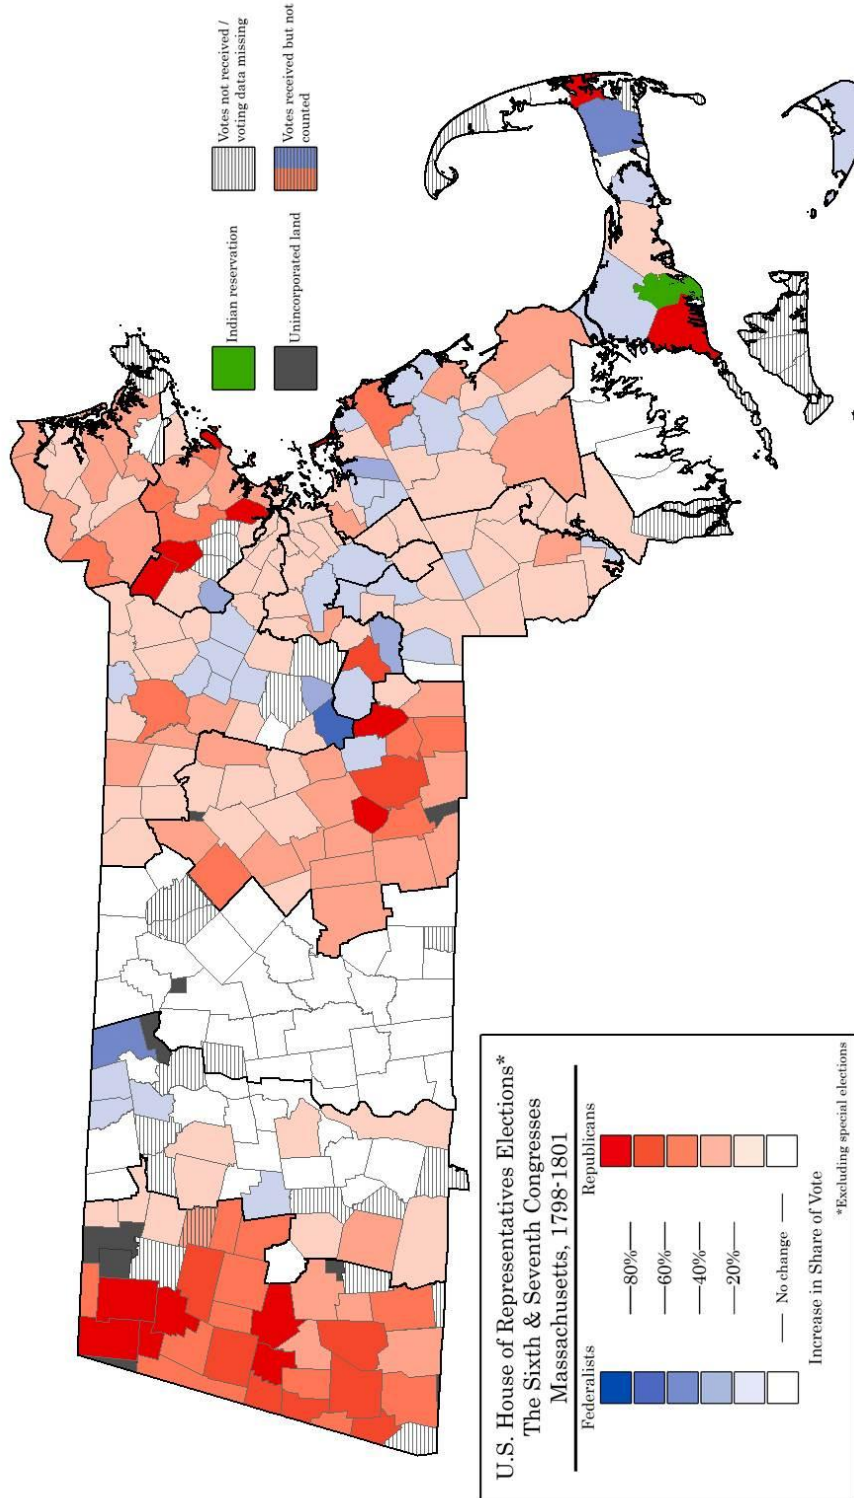 Votes not received /
voting data missing
Votes received but not
counted
Indian reservation
Unincorporated land
U.S. House of Representatives Elections*
The Sixth & Seventh Congresses
Massachusetts, 1798-1801
Federalists
Republicans
80%
60%
40%
20%
No change
Increase in Share of Vote
*Excluding special elections